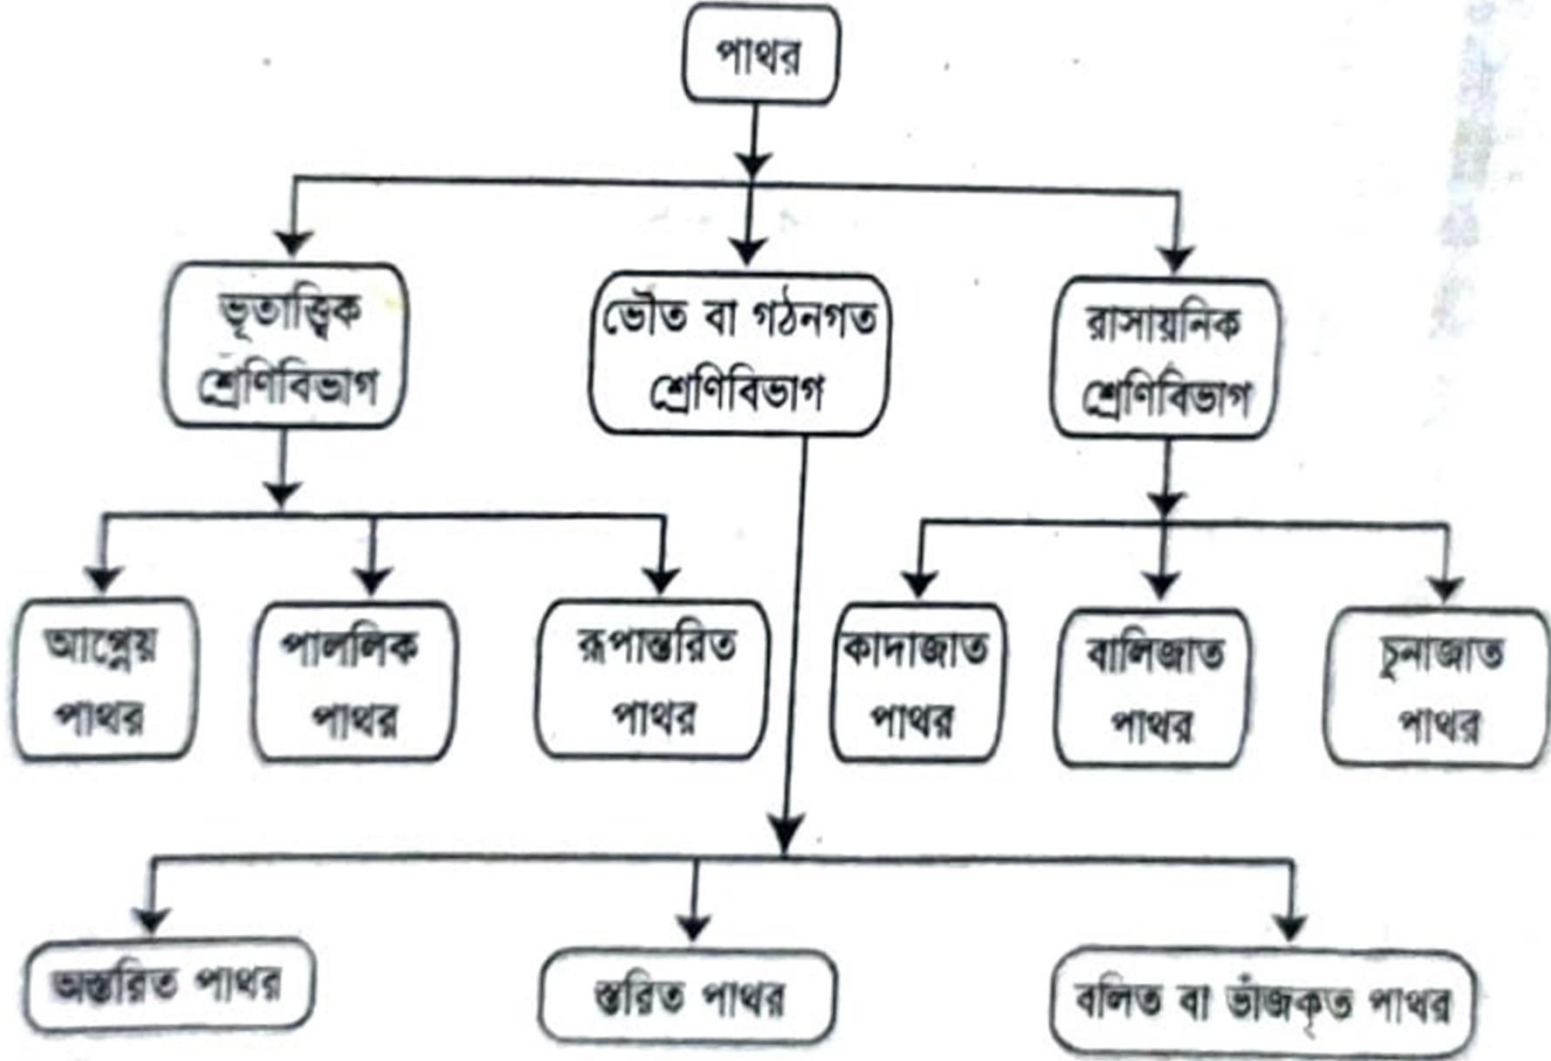 পাথর
ভূতাত্ত্বিক
শ্রেণিবিভাগ
ভৌত বা গঠনগত
শ্রেণিবিভাগ
রাসায়নিক
শ্রেণিবিভাগ
আগ্নেয়
পাথর
পাললিক
পাথর
রূপান্তরিত
পাথর
কাদাজাত
পাথর
বালিজাত
পাথর
চুনাজাত
পাথর
অস্তরিত পাথর
স্তরিত পাথর
বলিত বা ভাঁজকৃত পাথর